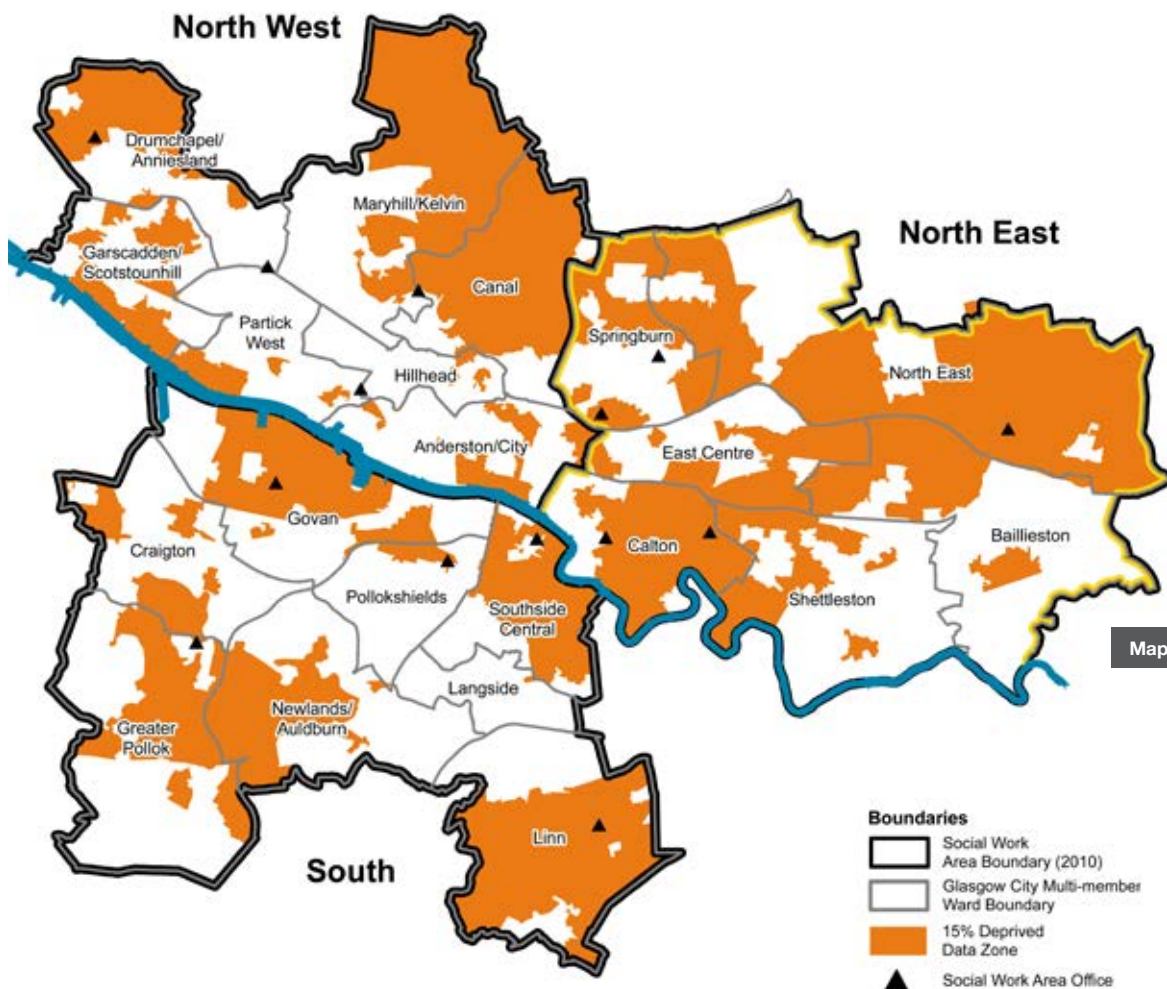 North West
Drumchapel/
Anniesland
Maryhill/Kelvin
North East
Garscadden/
Scotstounhill
Canal
Partick
West
Springburn
Hillhead
North East
Anderston/City
East Centre
Govan
Craigton
Calton
Baillieston
Pollokshields
Shettleston
Southside
Central
Map
Langside
Newlands/
Auldburn
Greater
Pollok
Linn
South
Boundaries
Social Work
Area Boundary (2010)
Glasgow City Multi-member
Ward Boundary
15% Deprived
Data Zone
Social Work Area Office